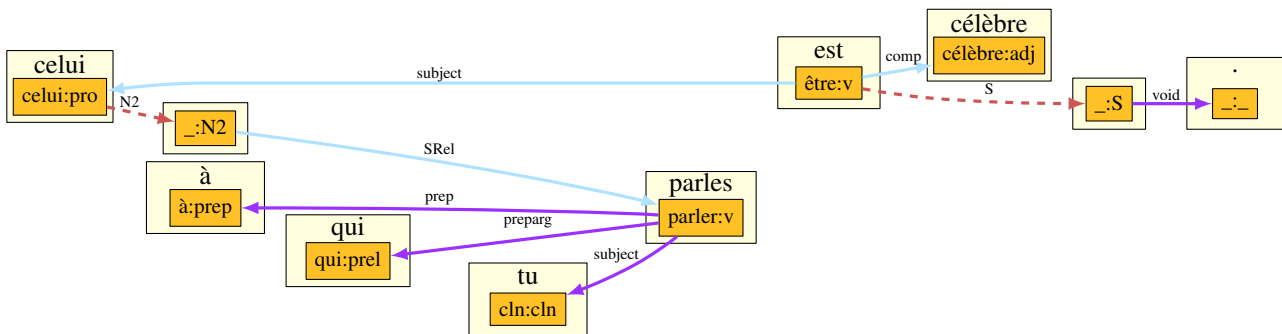 célèbre
célèbre:adj
est
être:v
comp
celui
celui:pro
subject
N2
S
_:S
void
.
_:_
_:N2
SRel
à
à:prep
prep
parles
parler:v
preparg
qui
qui:prel
subject
tu
cln:cln